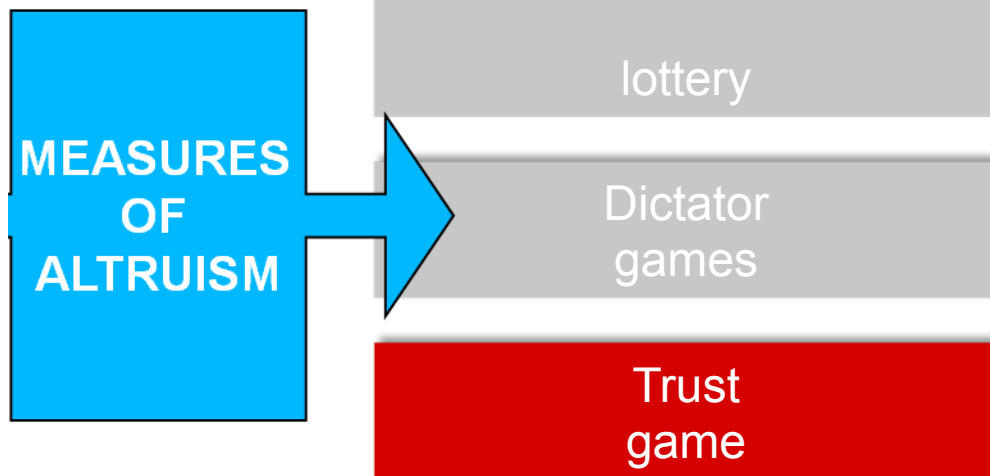 MEASURES
OF
ALTRUISM
lottery
Dictator
games
Trust
game